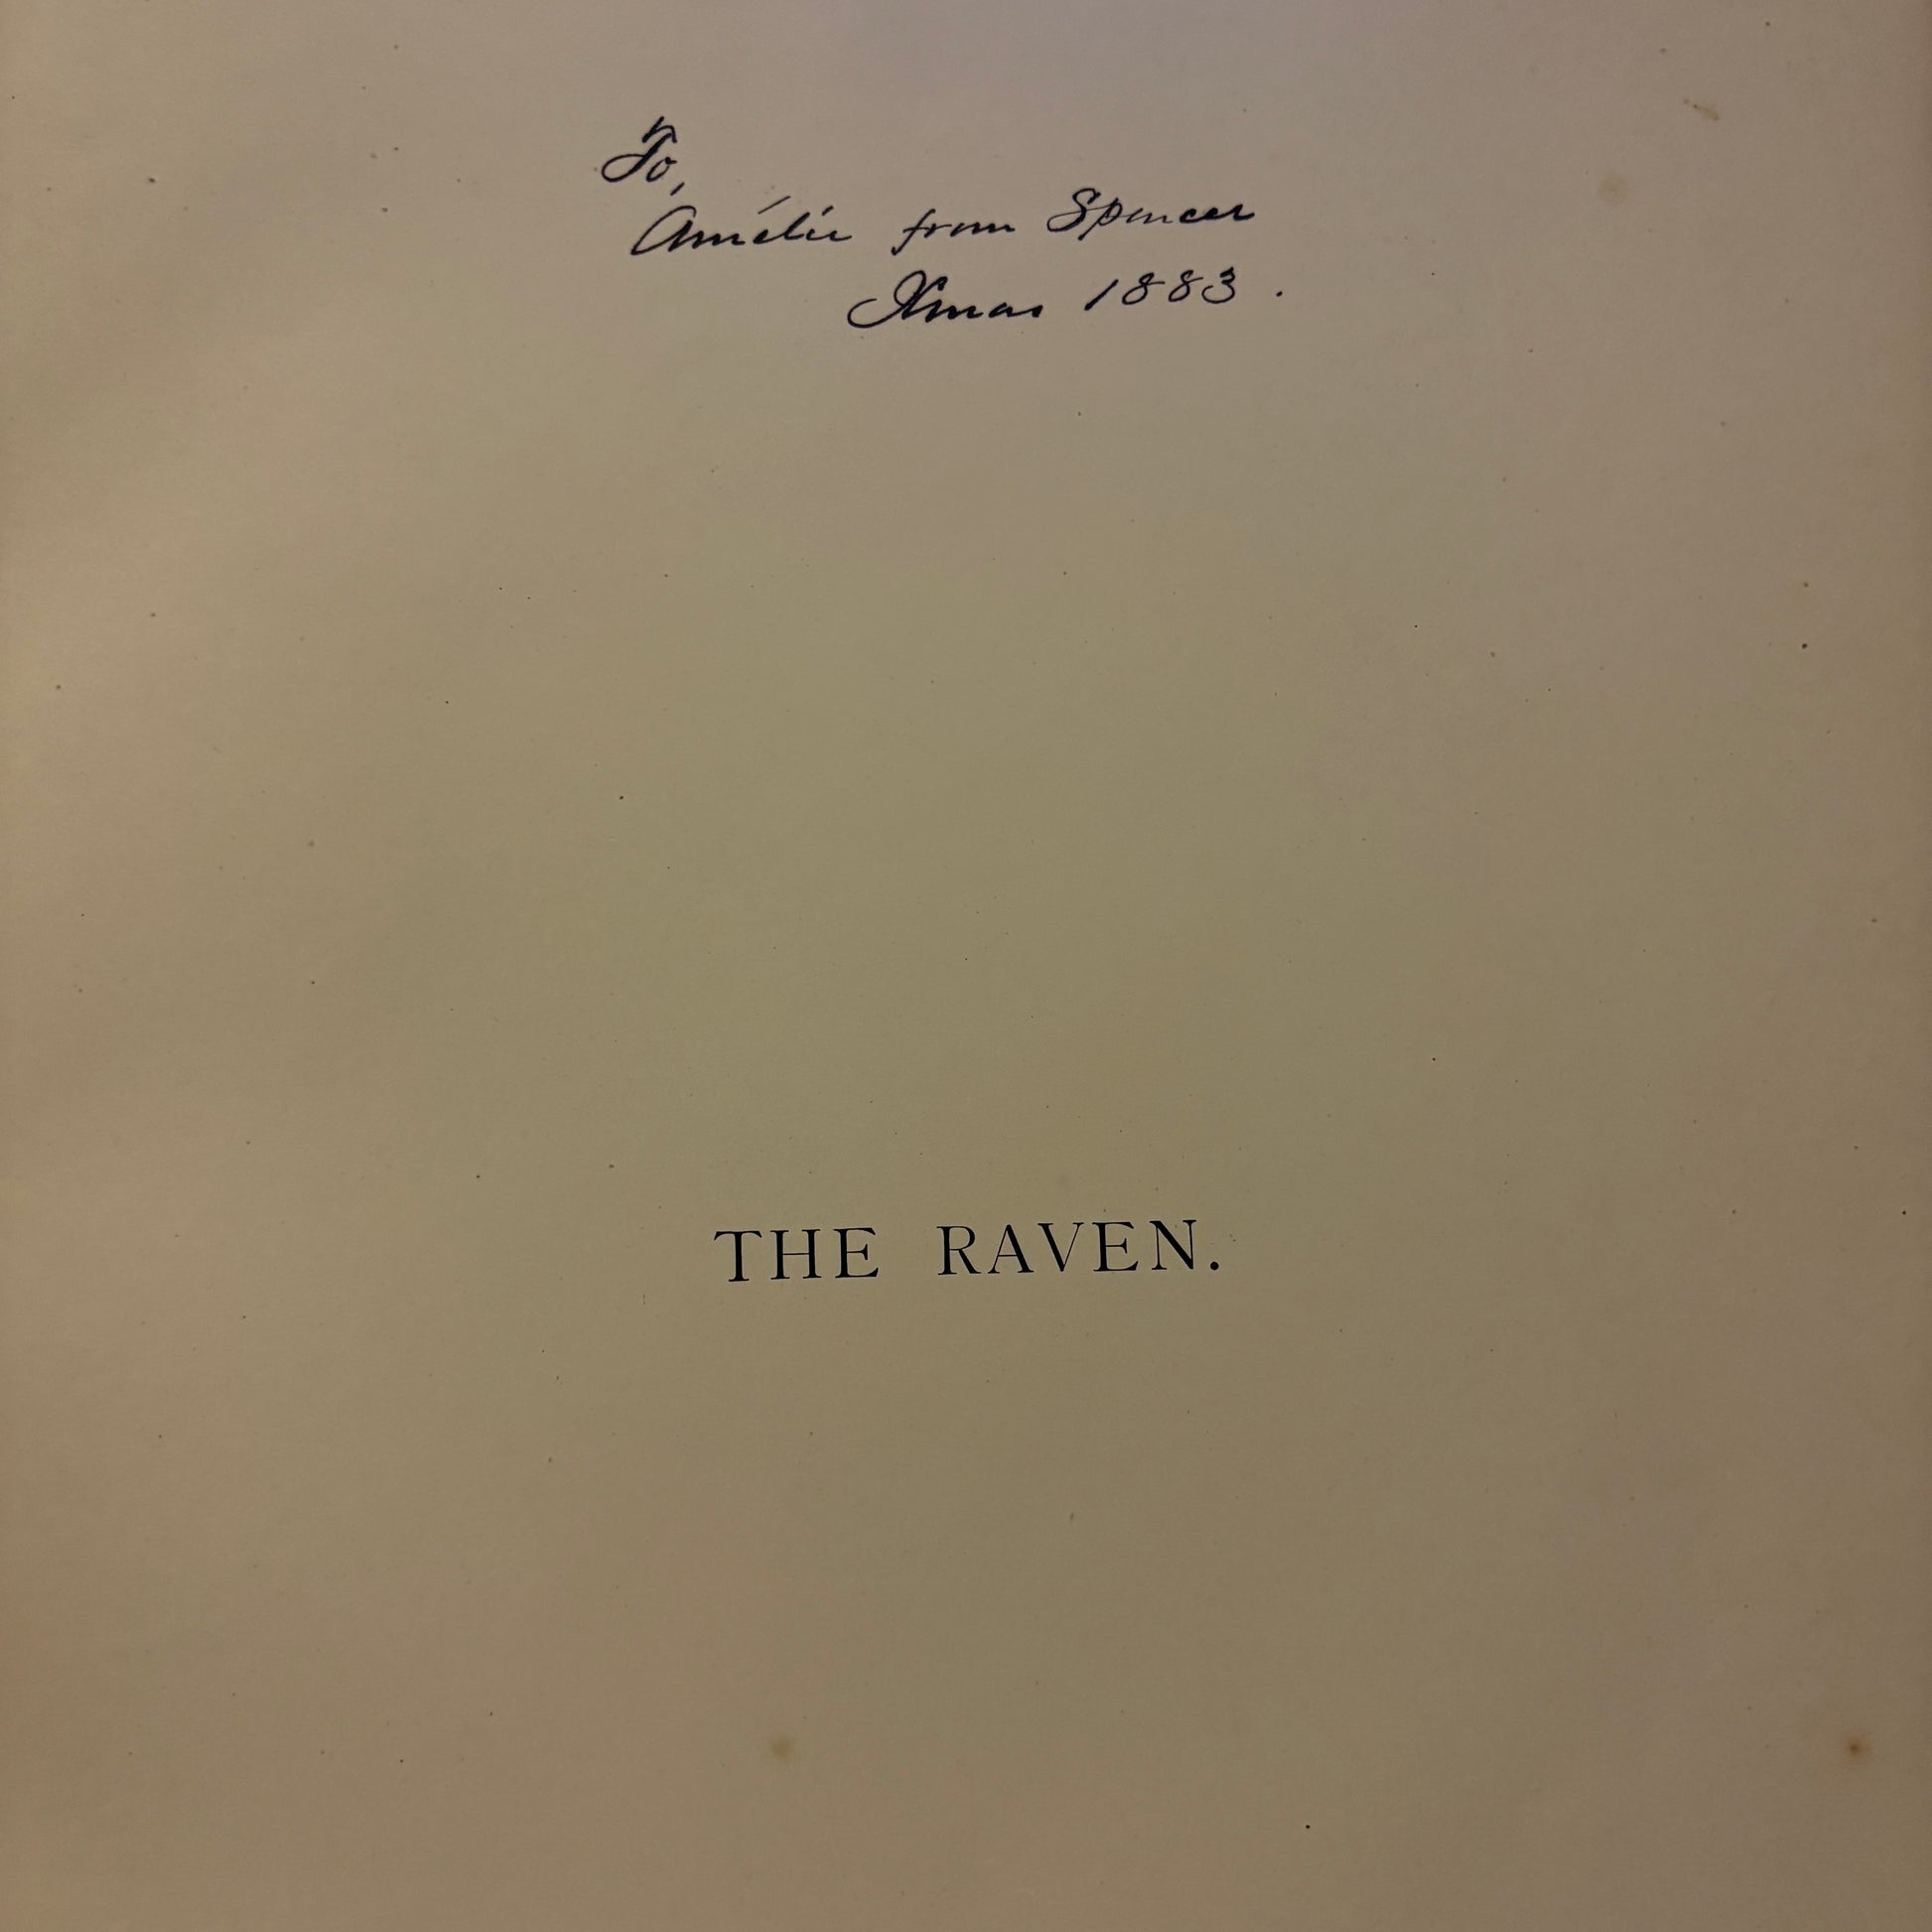 To,
Amélie from Spencer
Xmas 1883.
THE RAVEN.